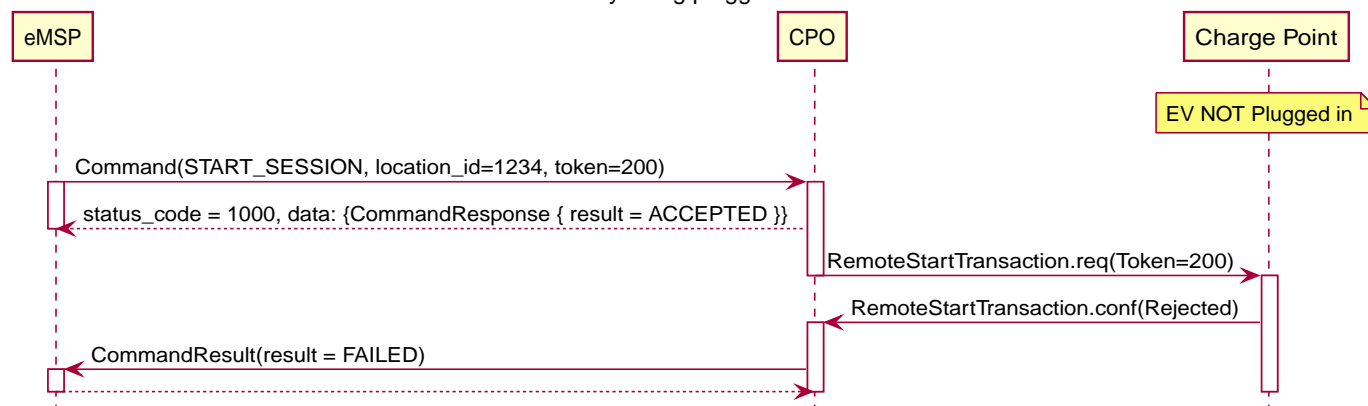 eMSP
CPO
Charge Point
EV NOT Plugged in
Command(START_SESSION, location_id=1234, token=200)
status_code = 1000, data: {CommandResponse { result = ACCEPTED }}
RemoteStartTransaction.req(Token=200)
RemoteStartTransaction.conf(Rejected)
CommandResult(result = FAILED)